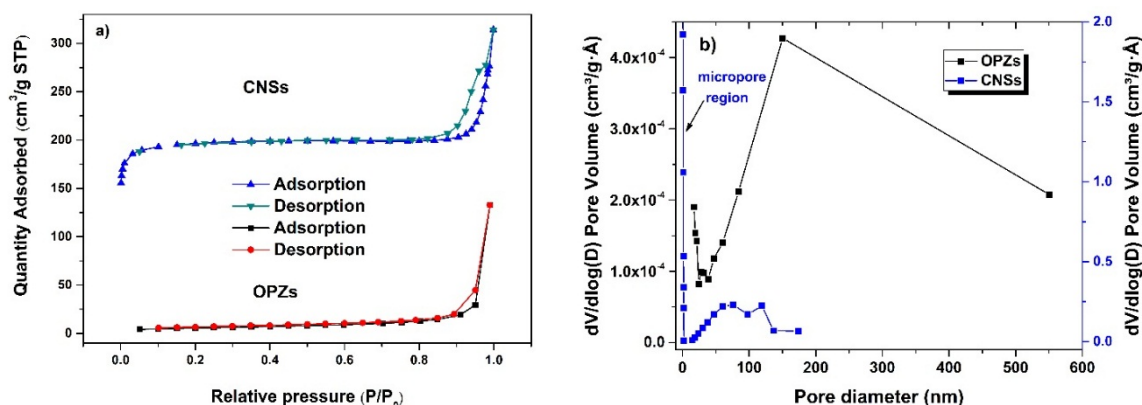 a)
Quantity Adsorbed (cm³/g STP)
300
250
200
150
100
50
0
CNSs
Adsorption
Desorption
Adsorption
Desorption
OPZs
0.0 0.2 0.4 0.6 0.8 1.0
Relative pressure (P/P₀)
b)
dV/dlog(D) Pore Volume (cm³/g·Å)
4.0x10⁻⁴
3.0x10⁻⁴
2.0x10⁻⁴
1.0x10⁻⁴
0.0
micropore
region
OPZs
CNSs
2.0
1.5
1.0
0.5
0.0
dV/dlog(D) Pore Volume (cm³/g·Å)
0 100 200 300 400 500 600
Pore diameter (nm)